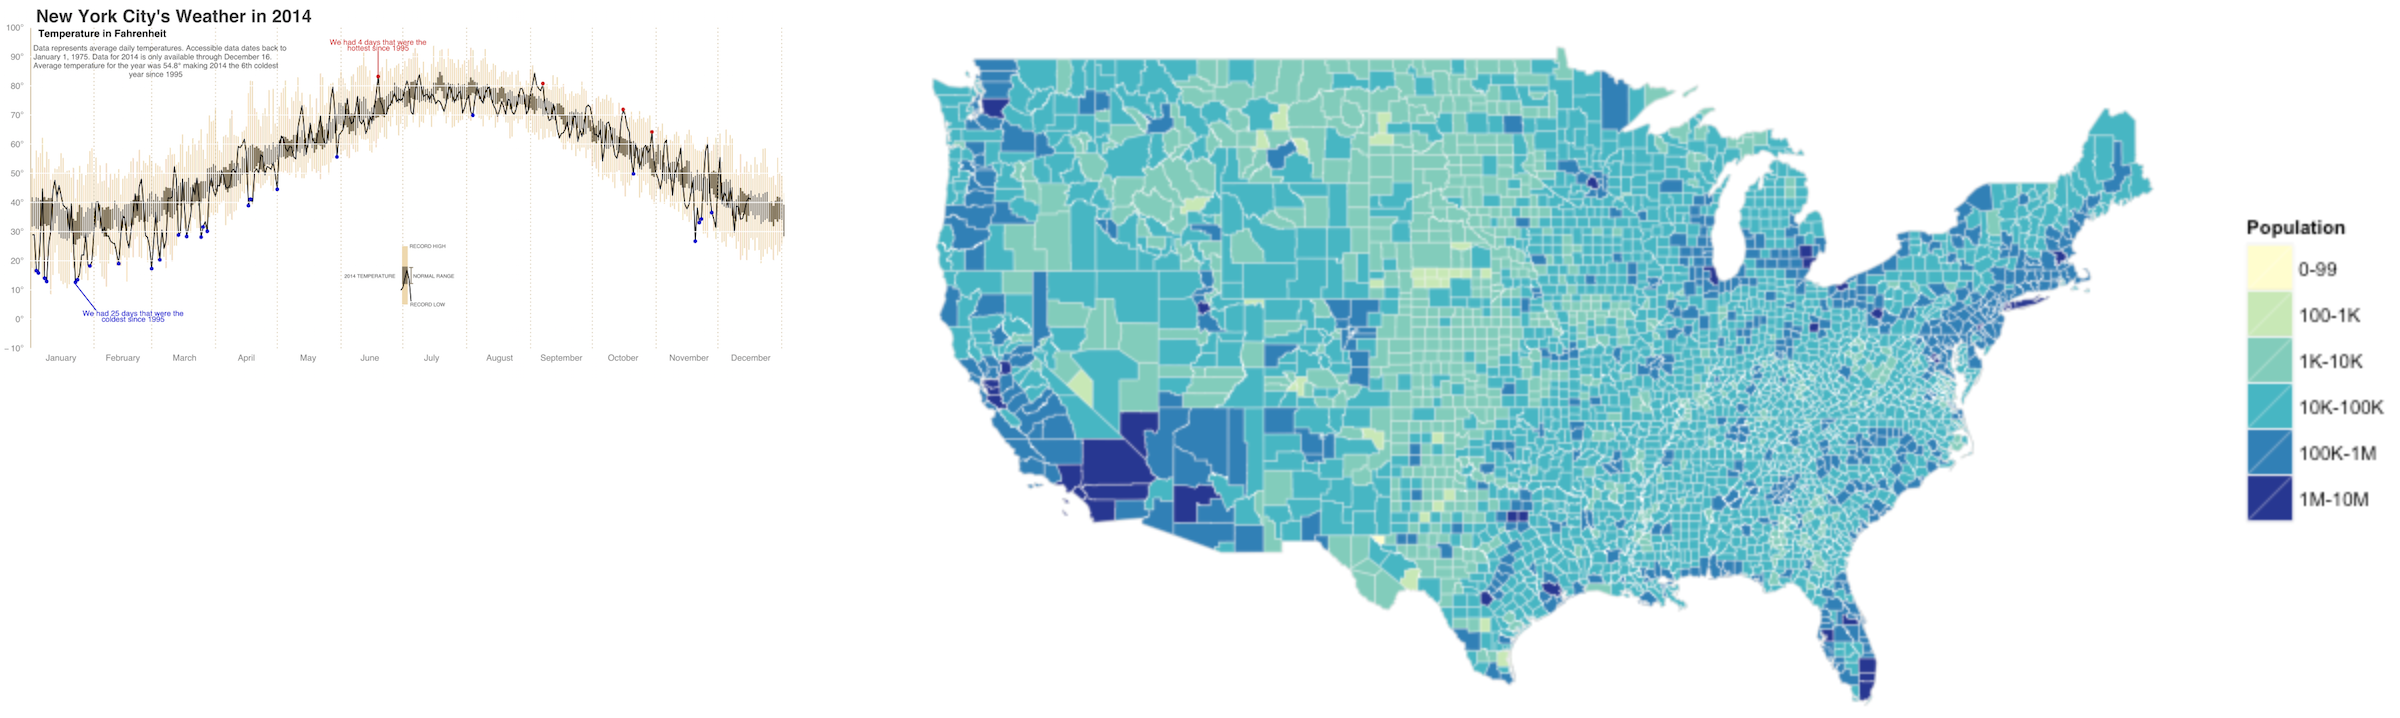 New York City's Weather in 2014
Temperature in Fahrenheit
Data represents average daily temperatures. Accessible data dates back to
January 1, 1975. Data for 2014 is only available through December 16.
Average temperature for the year was 54.8° making 2014 the 6th coldest
year since 1995
We had 4 days that were the
hottest since 1995
100°
90°
80°
70°
60°
50°
40°
30°
20°
10°
0°
−10°
RECORD HIGH
2014 TEMPERATURE
NORMAL RANGE
RECORD LOW
We had 25 days that were the
coldest since 1995
January
February
March
April
May
June
July
August
September
October
November
December
Population
0-99
100-1K
1K-10K
10K-100K
100K-1M
1M-10M